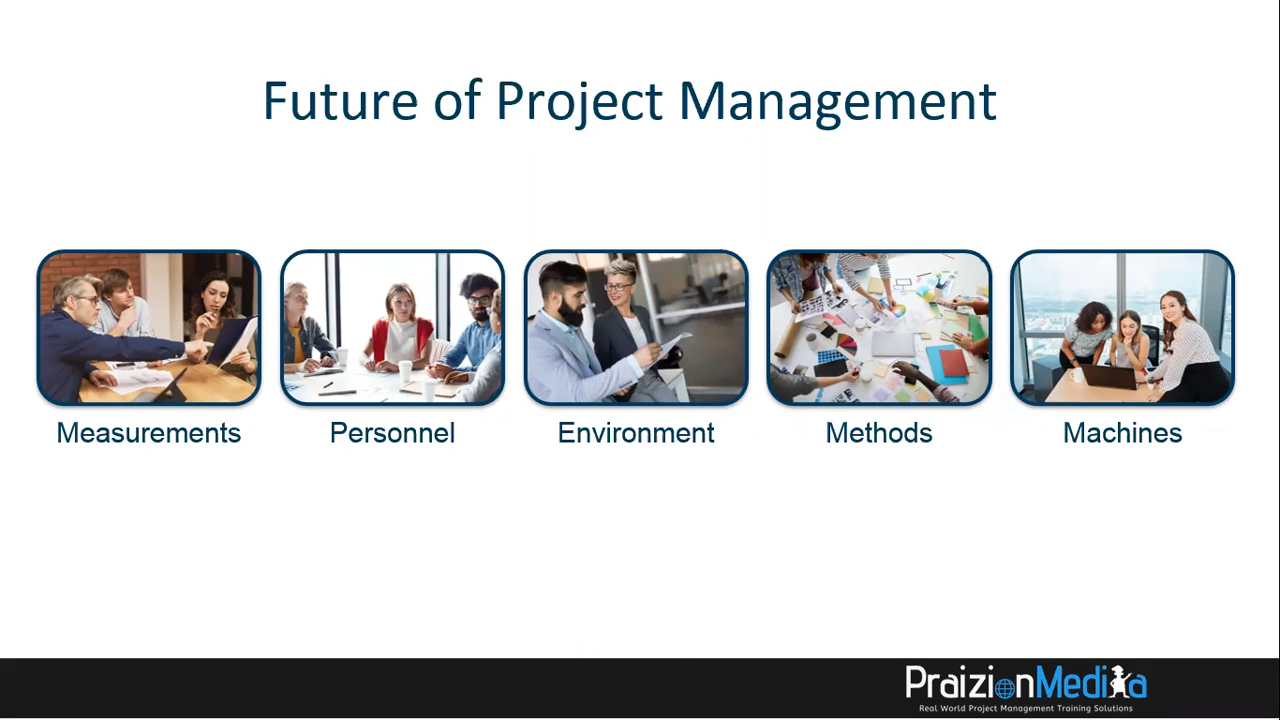 Future of Project Management
Measurements
Personnel
Environment
Methods
Machines
PraizionMedia
Real World Project Management Training Solutions